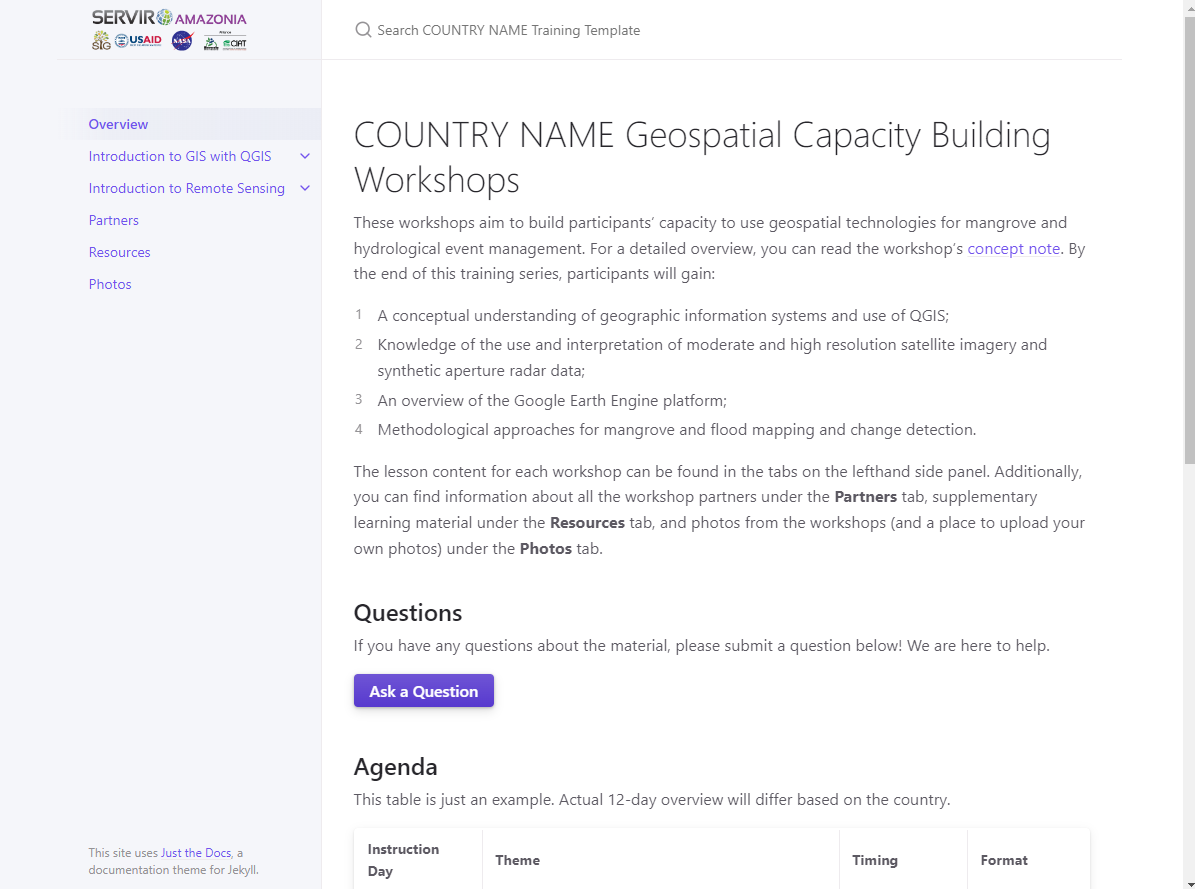 SERVIR AMAZONIA
SIG USAID NASA CIAT
Search COUNTRY NAME Training Template
Overview
Introduction to GIS with QGIS
Introduction to Remote Sensing
Partners
Resources
Photos
COUNTRY NAME Geospatial Capacity Building
Workshops
These workshops aim to build participants’ capacity to use geospatial technologies for mangrove and
hydrological event management. For a detailed overview, you can read the workshop’s concept note. By
the end of this training series, participants will gain:
1 A conceptual understanding of geographic information systems and use of QGIS;
2 Knowledge of the use and interpretation of moderate and high resolution satellite imagery and
synthetic aperture radar data;
3 An overview of the Google Earth Engine platform;
4 Methodological approaches for mangrove and flood mapping and change detection.
The lesson content for each workshop can be found in the tabs on the lefthand side panel. Additionally,
you can find information about all the workshop partners under the Partners tab, supplementary
learning material under the Resources tab, and photos from the workshops (and a place to upload your
own photos) under the Photos tab.
Questions
If you have any questions about the material, please submit a question below! We are here to help.
Ask a Question
Agenda
This table is just an example. Actual 12-day overview will differ based on the country.
Instruction
Day
Theme
Timing
Format
This site uses Just the Docs, a
documentation theme for Jekyll.